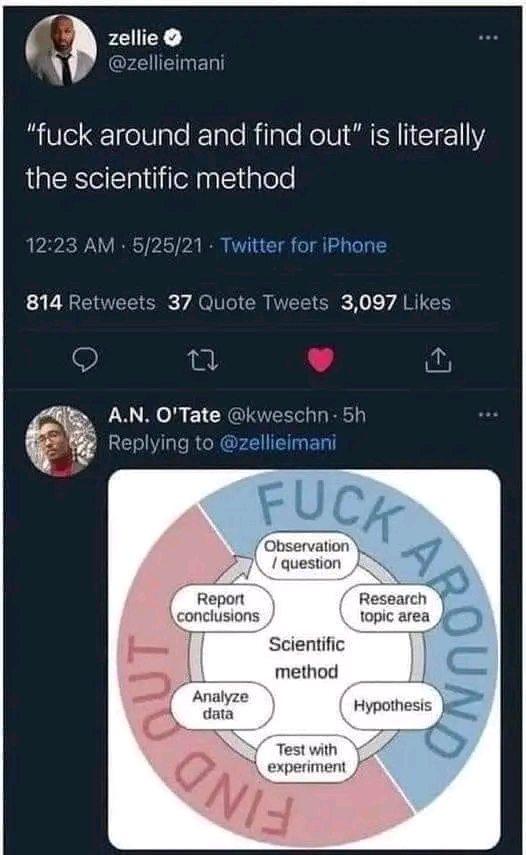 zellie
@zellieimani
"fuck around and find out" is literally
the scientific method
12:23 AM · 5/25/21 · Twitter for iPhone
814 Retweets 37 Quote Tweets 3,097 Likes
A.N. O'Tate @kweschn · 5h
Replying to @zellieimani
FUCK AROUND
Observation
/ question
Research
topic area
Hypothesis
Test with
experiment
Analyze
data
Report
conclusions
Scientific
method
FIND OUT